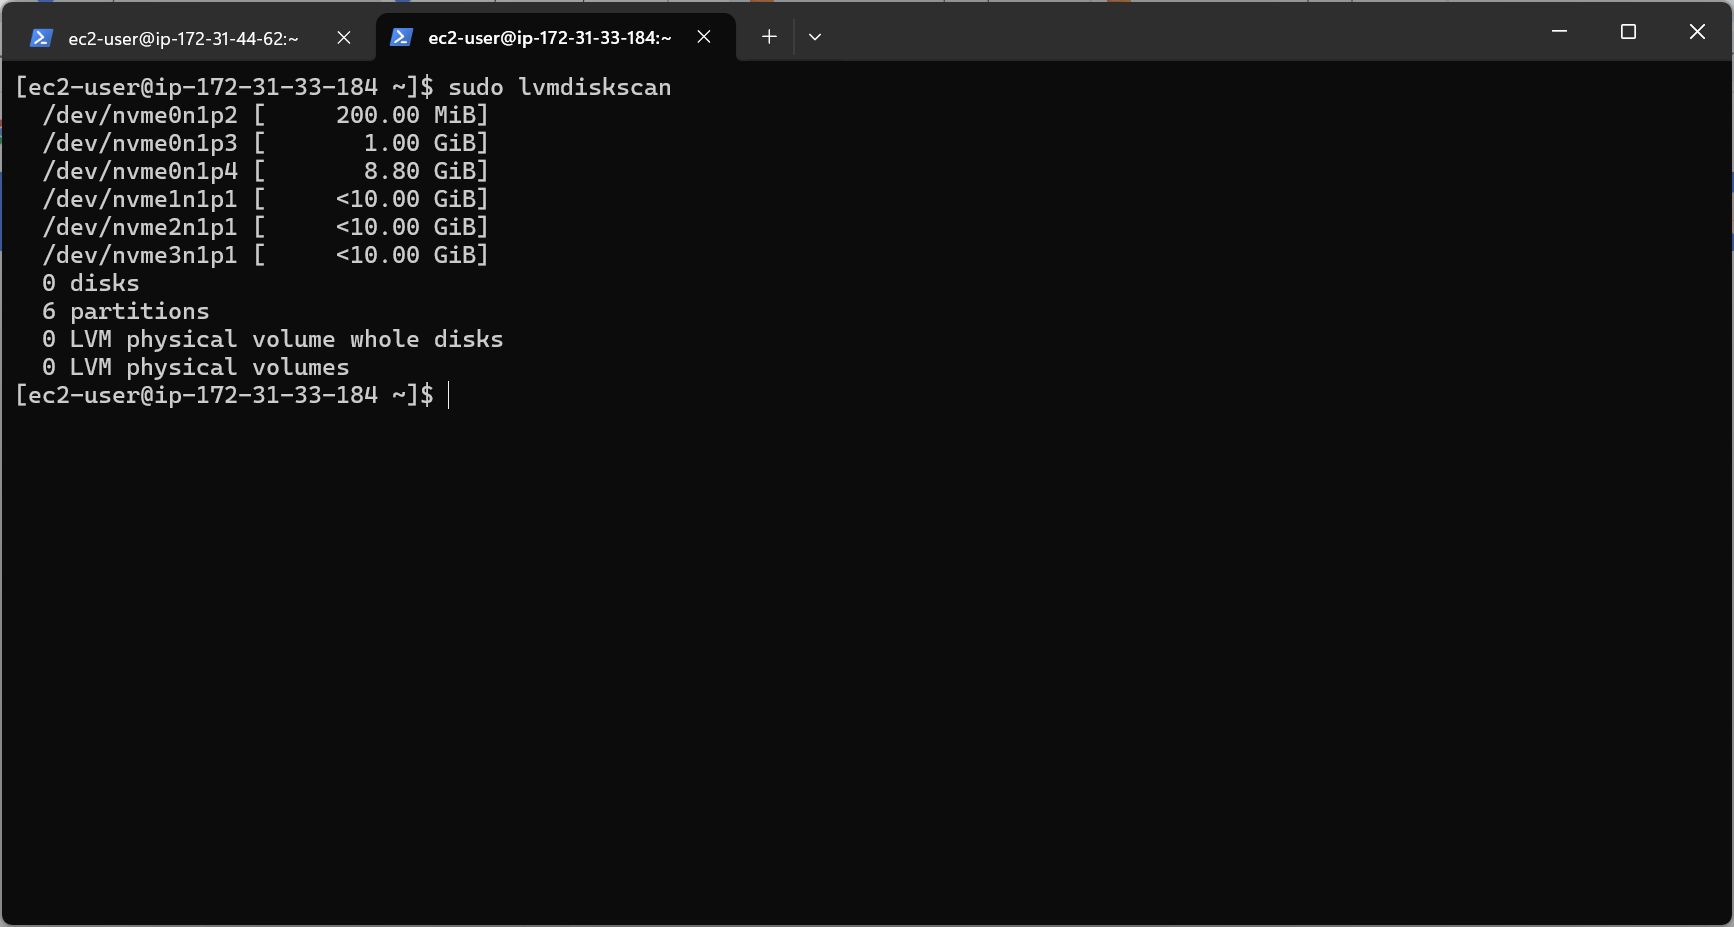 ec2-user@ip-172-31-44-62:~
ec2-user@ip-172-31-33-184:~
[ec2-user@ip-172-31-33-184 ~]$ sudo lvmdiskscan
  /dev/nvme0n1p2 [     200.00 MiB]
  /dev/nvme0n1p3 [       1.00 GiB]
  /dev/nvme0n1p4 [       8.80 GiB]
  /dev/nvme1n1p1 [     <10.00 GiB]
  /dev/nvme2n1p1 [     <10.00 GiB]
  /dev/nvme3n1p1 [     <10.00 GiB]
  0 disks
  6 partitions
  0 LVM physical volume whole disks
  0 LVM physical volumes
[ec2-user@ip-172-31-33-184 ~]$